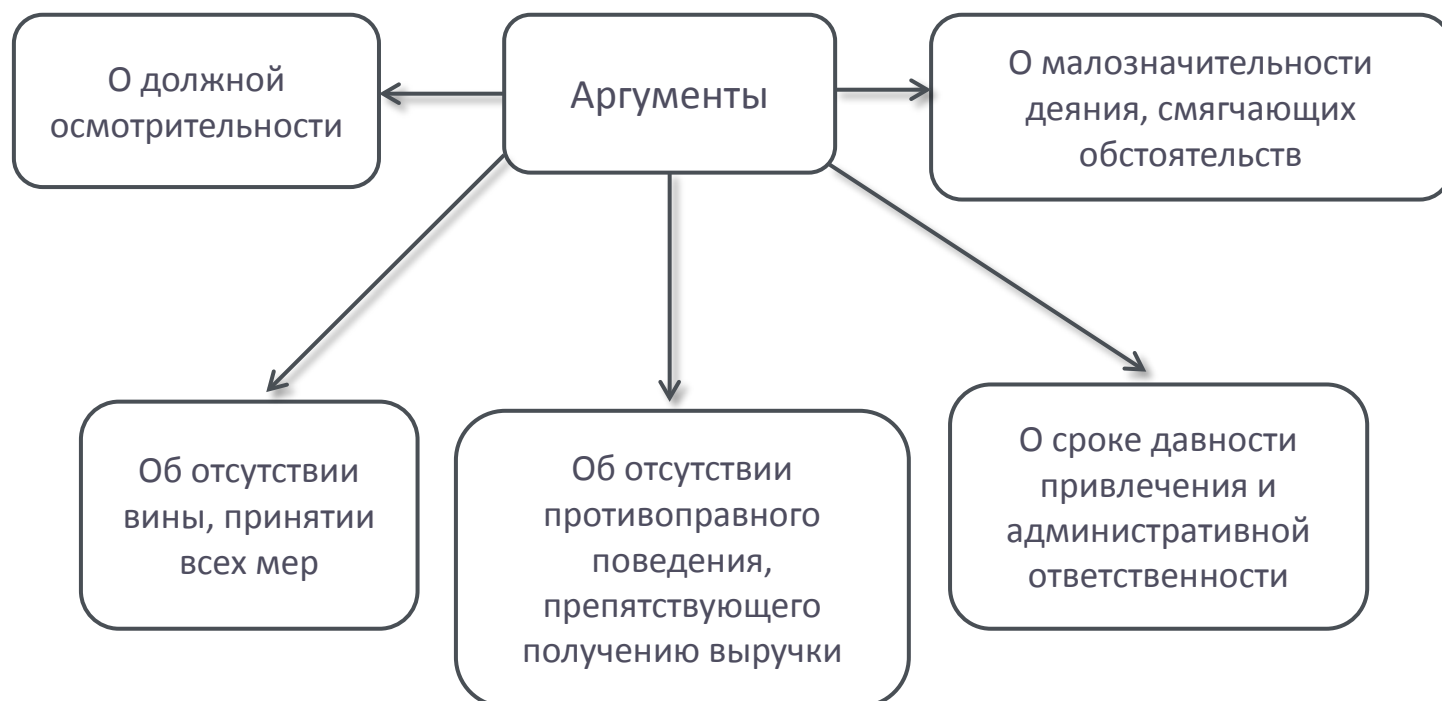 О должной
осмотрительности
Аргументы
О малозначительности
деяния, смягчающих
обстоятельств
Об отсутствии
вины, принятии
всех мер
Об отсутствии
противоправного
поведения,
препятствующего
получению выручки
О сроке давности
привлечения и
административной
ответственности